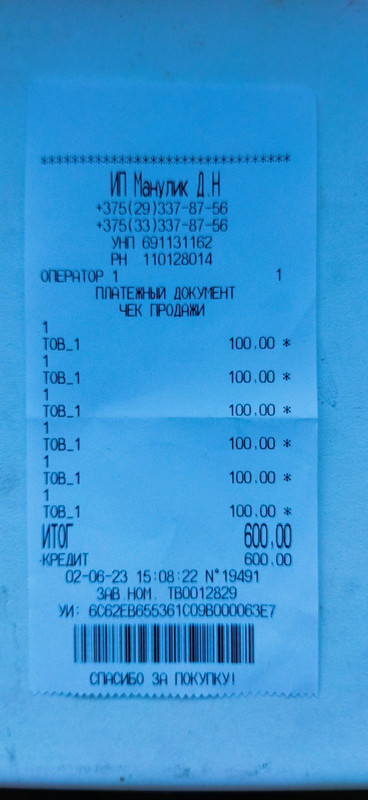 *******************************
ИП Манулик Д.Н
+375(29)337-87-56
+375(33)337-87-56
УНП 691131162
РН 110128014
ОПЕРАТОР 1 1
ПЛАТЕЖНЫЙ ДОКУМЕНТ
ЧЕК ПРОДАЖИ
1
ТОВ_1 100.00 *
1
ТОВ_1 100.00 *
1
ТОВ_1 100.00 *
1
ТОВ_1 100.00 *
1
ТОВ_1 100.00 *
1
ТОВ_1 100.00 *
ИТОГ 600,00
·КРЕДИТ 600.00
02-06-23 15:08:22 N°19491
ЗАВ НОМ. ТВ0012829
УИ: 6C62EB655361C09B000063E7
СПАСИБО ЗА ПОКУПКУ!